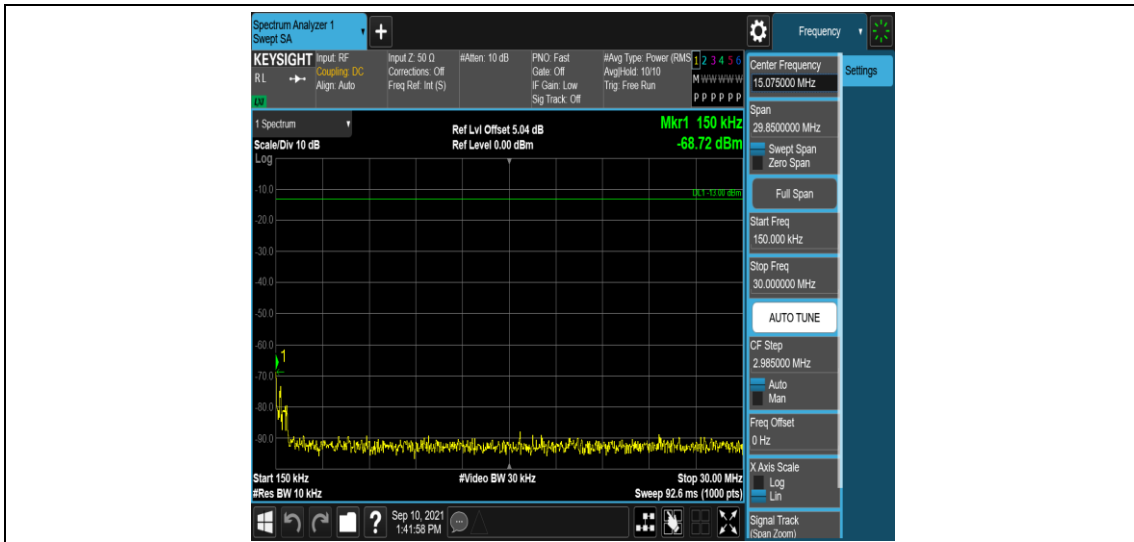 Spectrum Analyzer 1
Swept SA
+
Frequency
KEYSIGHT
RL
LXI
Input: RF
Coupling: DC
Align: Auto
Input Z: 50 Ω
Corrections: Off
Freq Ref: Int (S)
#Atten: 10 dB
PNO: Fast
Gate: Off
IF Gain: Low
Sig Track: Off
#Avg Type: Power (RMS
Avg|Hold: 10/10
Trig: Free Run
1 2 3 4 5 6
M W W W W W
P P P P P P
1 Spectrum
Scale/Div 10 dB
Log
Ref Lvl Offset 5.04 dB
Ref Level 0.00 dBm
Mkr1 150 kHz
-68.72 dBm
DL1 -13.00 dBm
-10.0
-20.0
-30.0
-40.0
-50.0
-60.0
1
-70.0
-80.0
-90.0
Start 150 kHz
#Video BW 30 kHz
Stop 30.00 MHz
#Res BW 10 kHz
Sweep 92.6 ms (1000 pts)
Center Frequency
15.075000 MHz
Settings
Span
29.8500000 MHz
Swept Span
Zero Span
Full Span
Start Freq
150.000 kHz
Stop Freq
30.000000 MHz
AUTO TUNE
CF Step
2.985000 MHz
Auto
Man
Freq Offset
0 Hz
X Axis Scale
Log
Lin
Signal Track
(Span Zoom)
?
Sep 10, 2021
1:41:58 PM